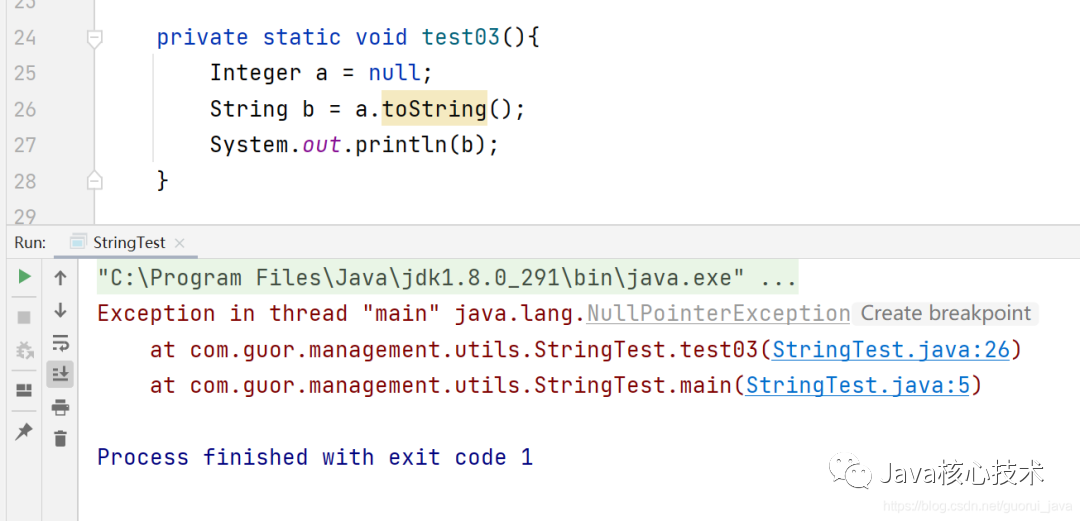 23
24 private static void test03(){
25 Integer a = null;
26 String b = a.toString();
27 System.out.println(b);
28 }
29
Run: StringTest ×
"C:\Program Files\Java\jdk1.8.0_291\bin\java.exe" ...
Exception in thread "main" java.lang.NullPointerException Create breakpoint
at com.guor.management.utils.StringTest.test03(StringTest.java:26)
at com.guor.management.utils.StringTest.main(StringTest.java:5)
Process finished with exit code 1
Java核心技术
https://blog.csdn.net/guorui_java